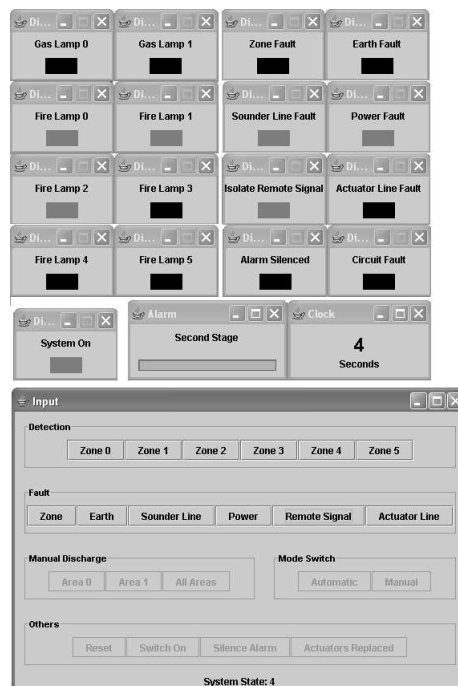 Di... Di... Di... Di...
Gas Lamp 0 Gas Lamp 1 Zone Fault Earth Fault
Di... Di... Di... Di...
Fire Lamp 0 Fire Lamp 1 Sounder Line Fault Power Fault
Di... Di... Di... Di...
Fire Lamp 2 Fire Lamp 3 Isolate Remote Signal Actuator Line Fault
Di... Di... Di... Di...
Fire Lamp 4 Fire Lamp 5 Alarm Silenced Circuit Fault
Di... Alarm Clock
System On Second Stage 4
Seconds
Input
Detection
Zone 0 Zone 1 Zone 2 Zone 3 Zone 4 Zone 5
Fault
Zone Earth Sounder Line Power Remote Signal Actuator Line
Manual Discharge Mode Switch
Area 0 Area 1 All Areas Automatic Manual
Others
Reset Switch On Silence Alarm Actuators Replaced
System State: 4